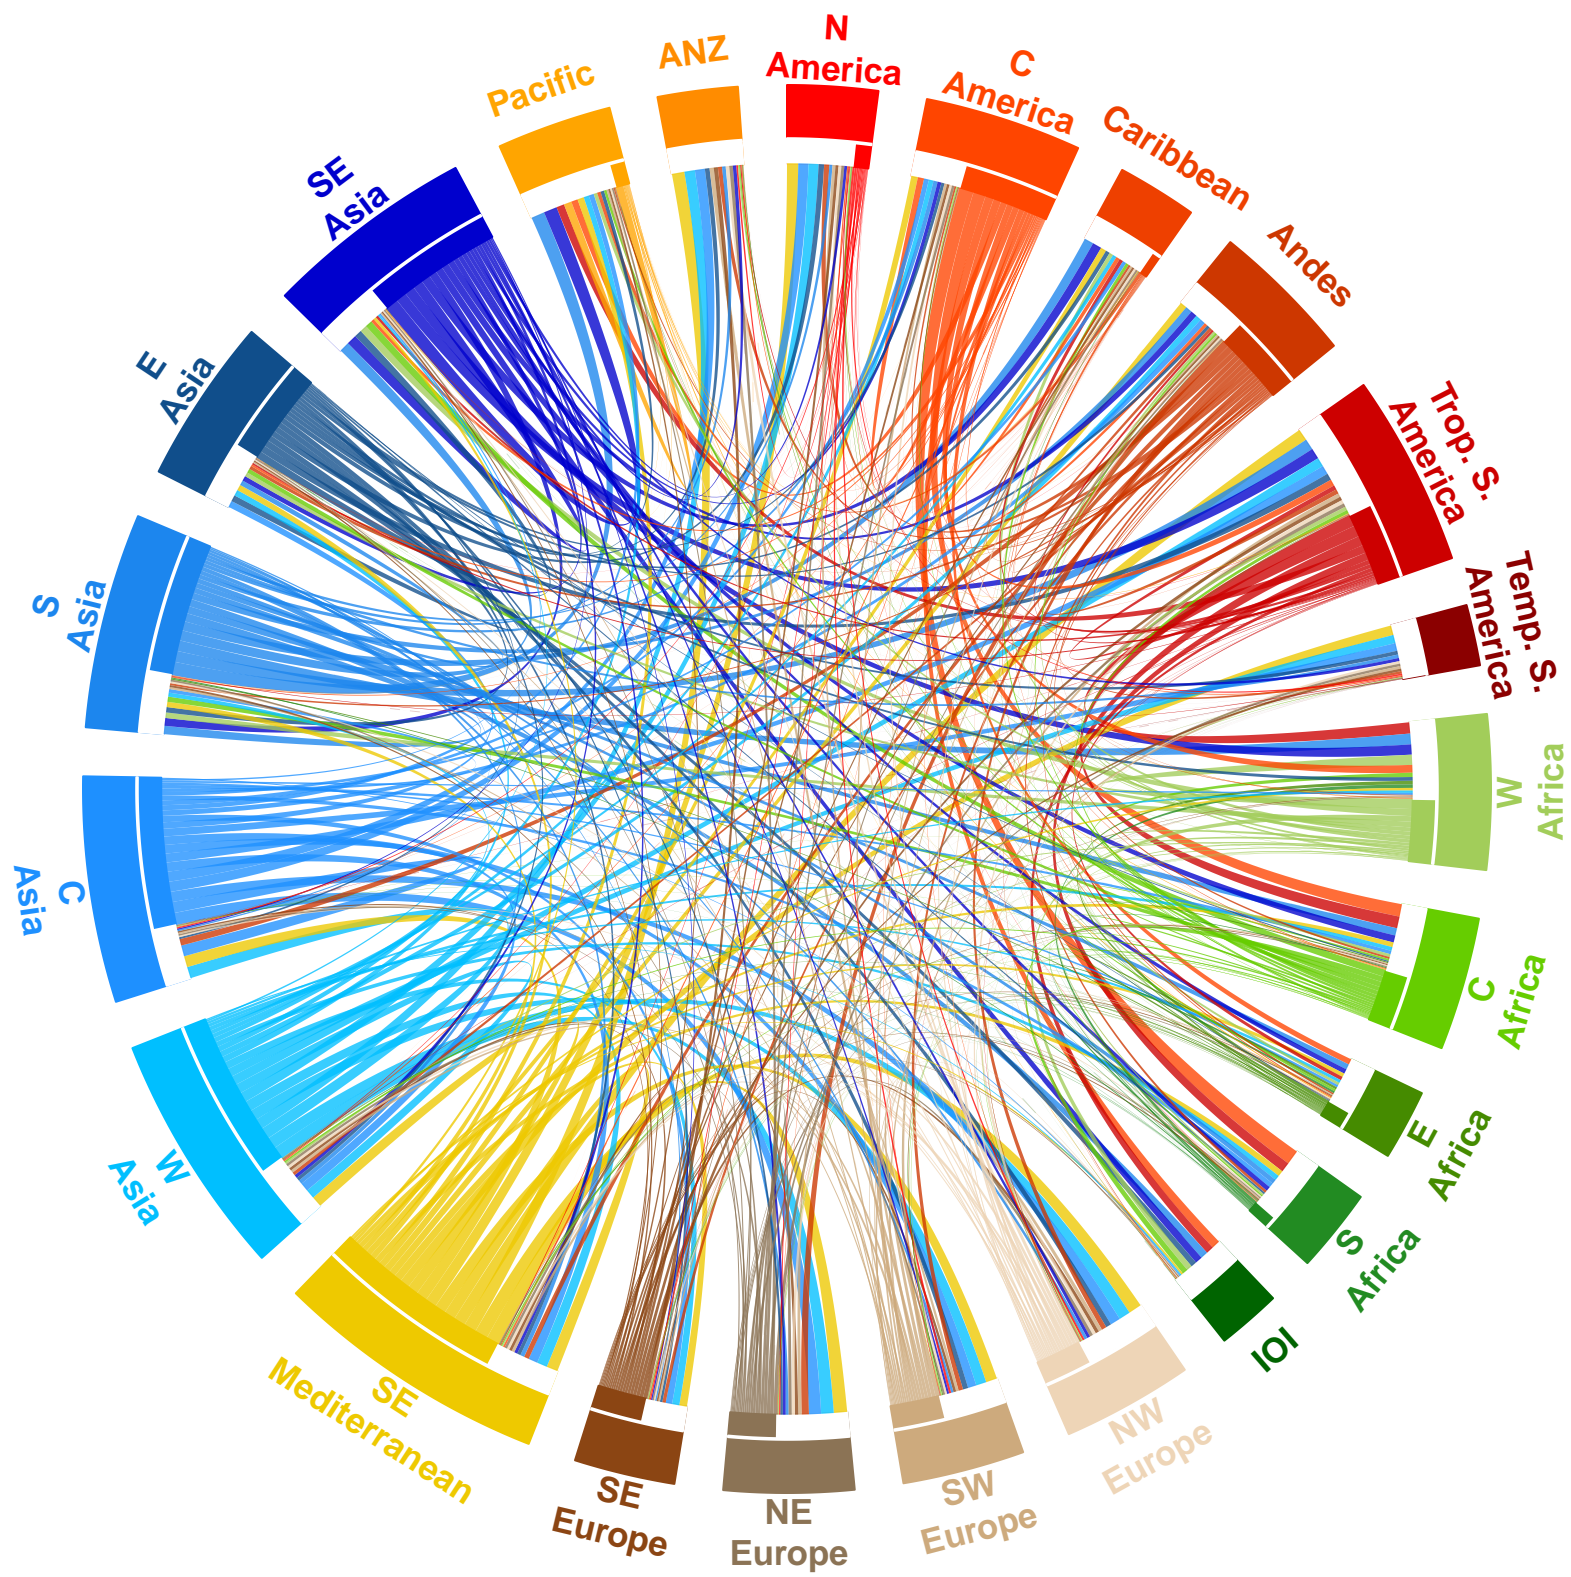 N
America
C
America
Caribbean
Andes
Trop. S.
America
Temp. S.
America
W
Africa
C
Africa
E
Africa
S
Africa
IOI
NW
Europe
SW
Europe
NE
Europe
SE
Europe
SE
Mediterranean
W
Asia
C
Asia
S
Asia
E
Asia
SE
Asia
Pacific
ANZ